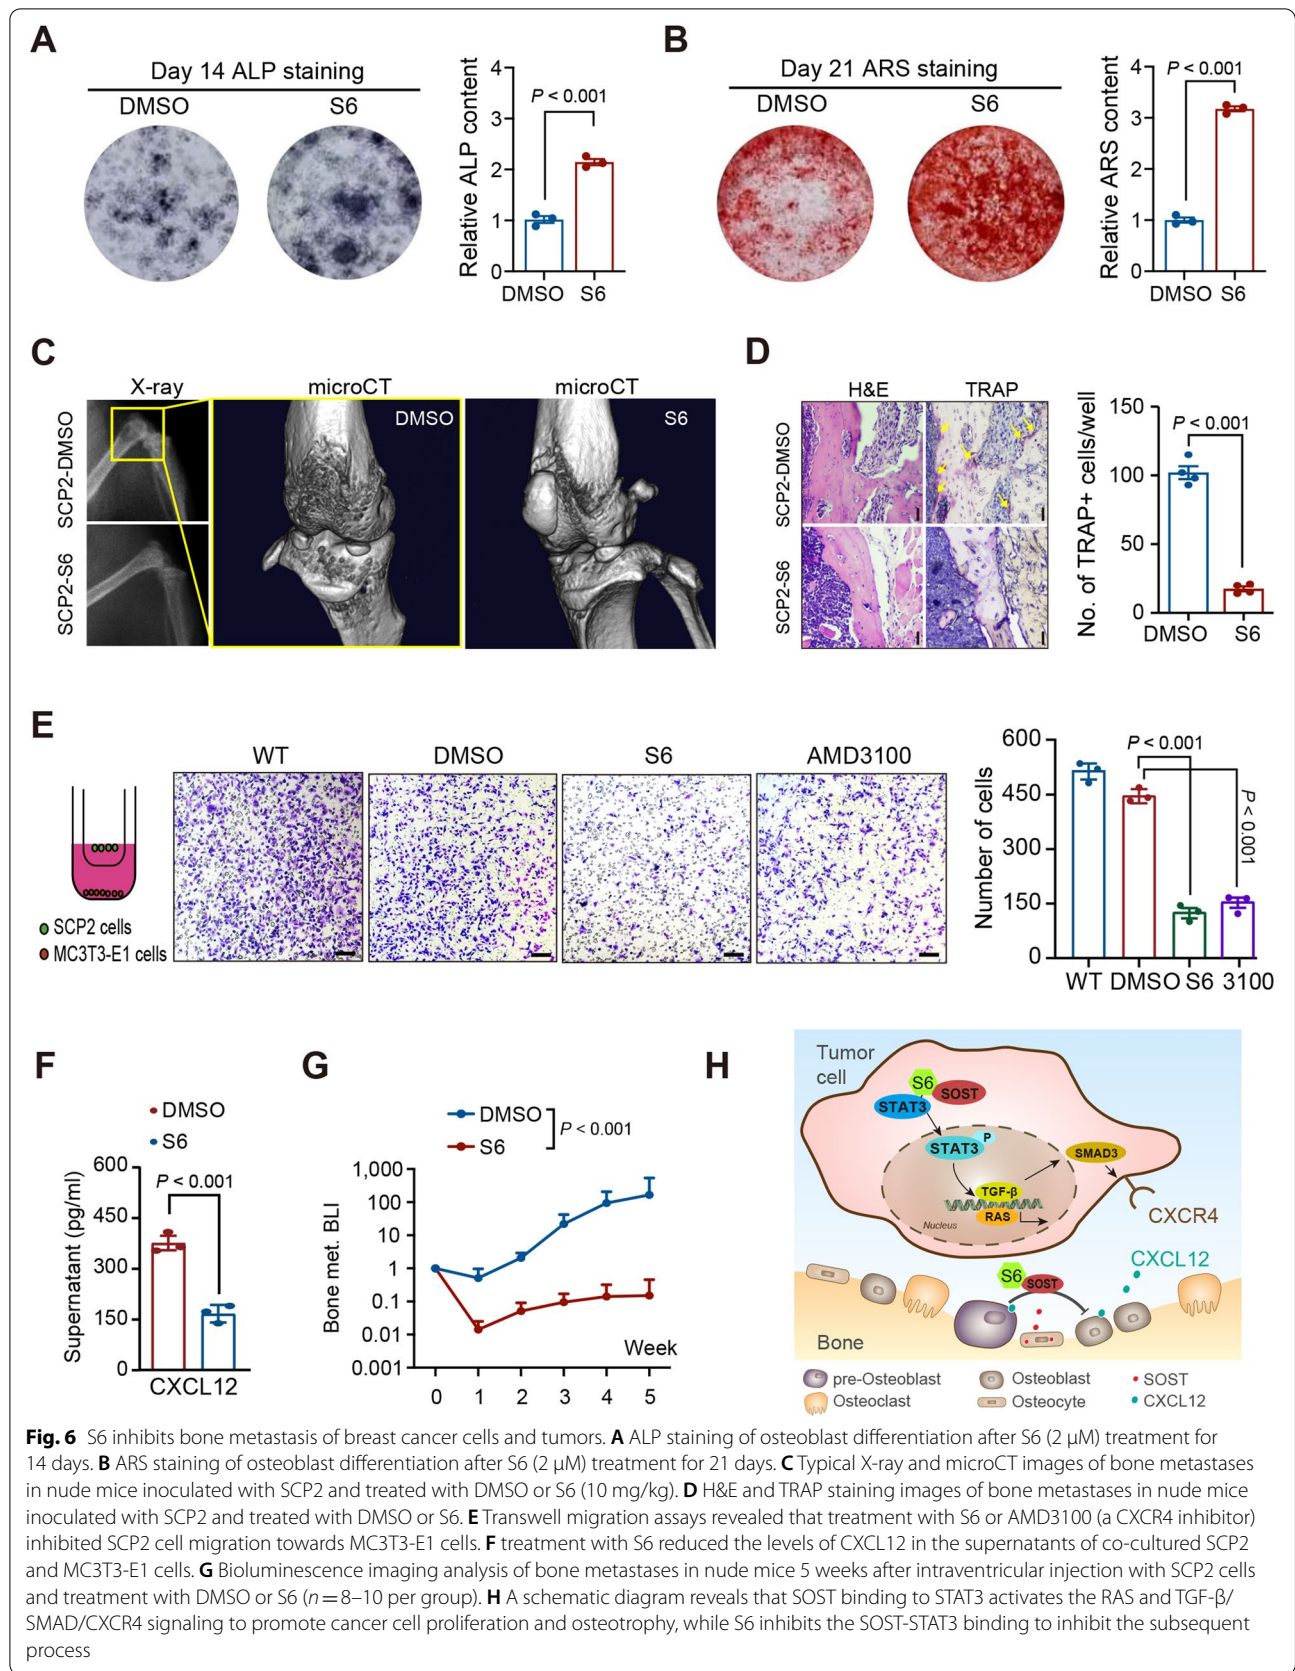 A
Day 14 ALP staining
DMSO
S6
Relative ALP content
4
3
2
1
0
P < 0.001
DMSO S6
B
Day 21 ARS staining
DMSO
S6
Relative ARS content
4
3
2
1
0
P < 0.001
DMSO S6
C
X-ray
microCT
microCT
SCP2-DMSO
SCP2-S6
DMSO
S6
D
H&E
TRAP
SCP2-DMSO
SCP2-S6
No. of TRAP+ cells/well
150
100
50
0
P < 0.001
DMSO S6
E
SCP2 cells
MC3T3-E1 cells
WT
DMSO
S6
AMD3100
Number of cells
600
450
300
150
0
P < 0.001
P < 0.001
WT DMSO S6 3100
F
DMSO
S6
Supernatant (pg/ml)
600
450
300
150
0
P < 0.001
CXCL12
G
DMSO
S6
P < 0.001
Bone met. BLI
1,000
100
10
1
0.1
0.01
0.001
Week
0 1 2 3 4 5
H
Tumor
cell
S6
SOST
STAT3
STAT3
P
TGF-β
RAS
Nucleus
SMAD3
CXCR4
CXCL12
S6
SOST
Bone
pre-Osteoblast
Osteoblast
SOST
Osteoclast
Osteocyte
CXCL12
Fig. 6 S6 inhibits bone metastasis of breast cancer cells and tumors. A ALP staining of osteoblast differentiation after S6 (2 μM) treatment for
14 days. B ARS staining of osteoblast differentiation after S6 (2 μM) treatment for 21 days. C Typical X-ray and microCT images of bone metastases
in nude mice inoculated with SCP2 and treated with DMSO or S6 (10 mg/kg). D H&E and TRAP staining images of bone metastases in nude mice
inoculated with SCP2 and treated with DMSO or S6. E Transwell migration assays revealed that treatment with S6 or AMD3100 (a CXCR4 inhibitor)
inhibited SCP2 cell migration towards MC3T3-E1 cells. F treatment with S6 reduced the levels of CXCL12 in the supernatants of co-cultured SCP2
and MC3T3-E1 cells. G Bioluminescence imaging analysis of bone metastases in nude mice 5 weeks after intraventricular injection with SCP2 cells
and treatment with DMSO or S6 (n = 8–10 per group). H A schematic diagram reveals that SOST binding to STAT3 activates the RAS and TGF-β/
SMAD/CXCR4 signaling to promote cancer cell proliferation and osteotrophy, while S6 inhibits the SOST-STAT3 binding to inhibit the subsequent
process